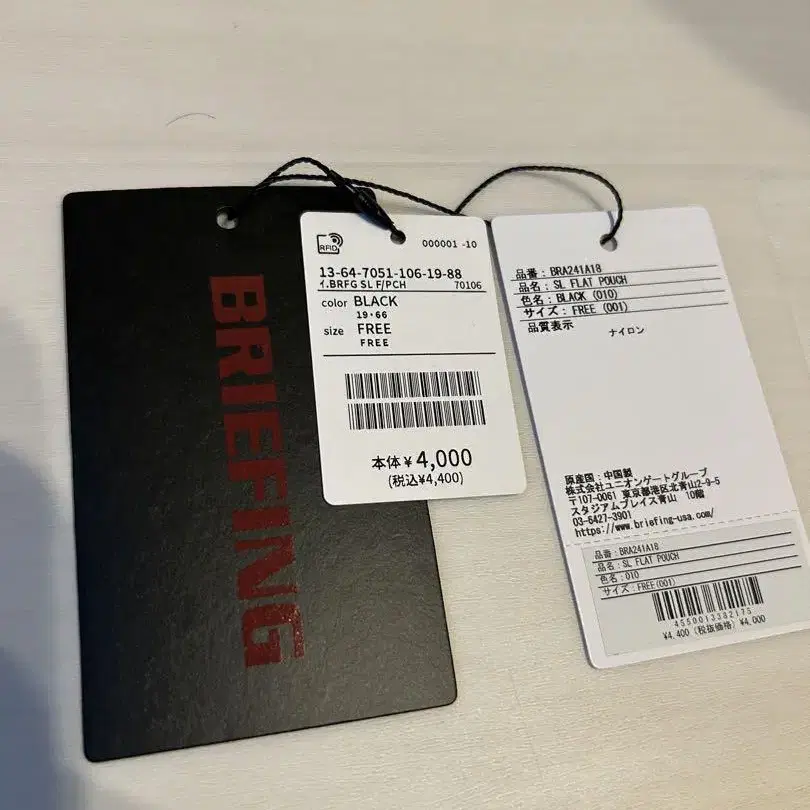 BRIEFING
RFID
000001 -10
13-64-7051-106-19-88
ｲ.BRFG SL F/PCH 70106
color BLACK
19・66
size FREE
FREE
本体¥4,000
(税込¥4,400)
品番：BRA241A18
品名：SL FLAT POUCH
色名：BLACK (010)
サイズ：FREE (001)
品質表示
ナイロン
原産国：中国製
株式会社ユニオンゲートグループ
〒107-0061 東京都港区北青山2-9-5
スタジアムプレイス青山 10階
03-5427-3901
https://www.briefing-usa.com/
品番：BRA241A18
品名：SL FLAT POUCH
色名：010
サイズ：FREE(001)
4550013382175
¥4,400 (税抜価格) ¥4,000